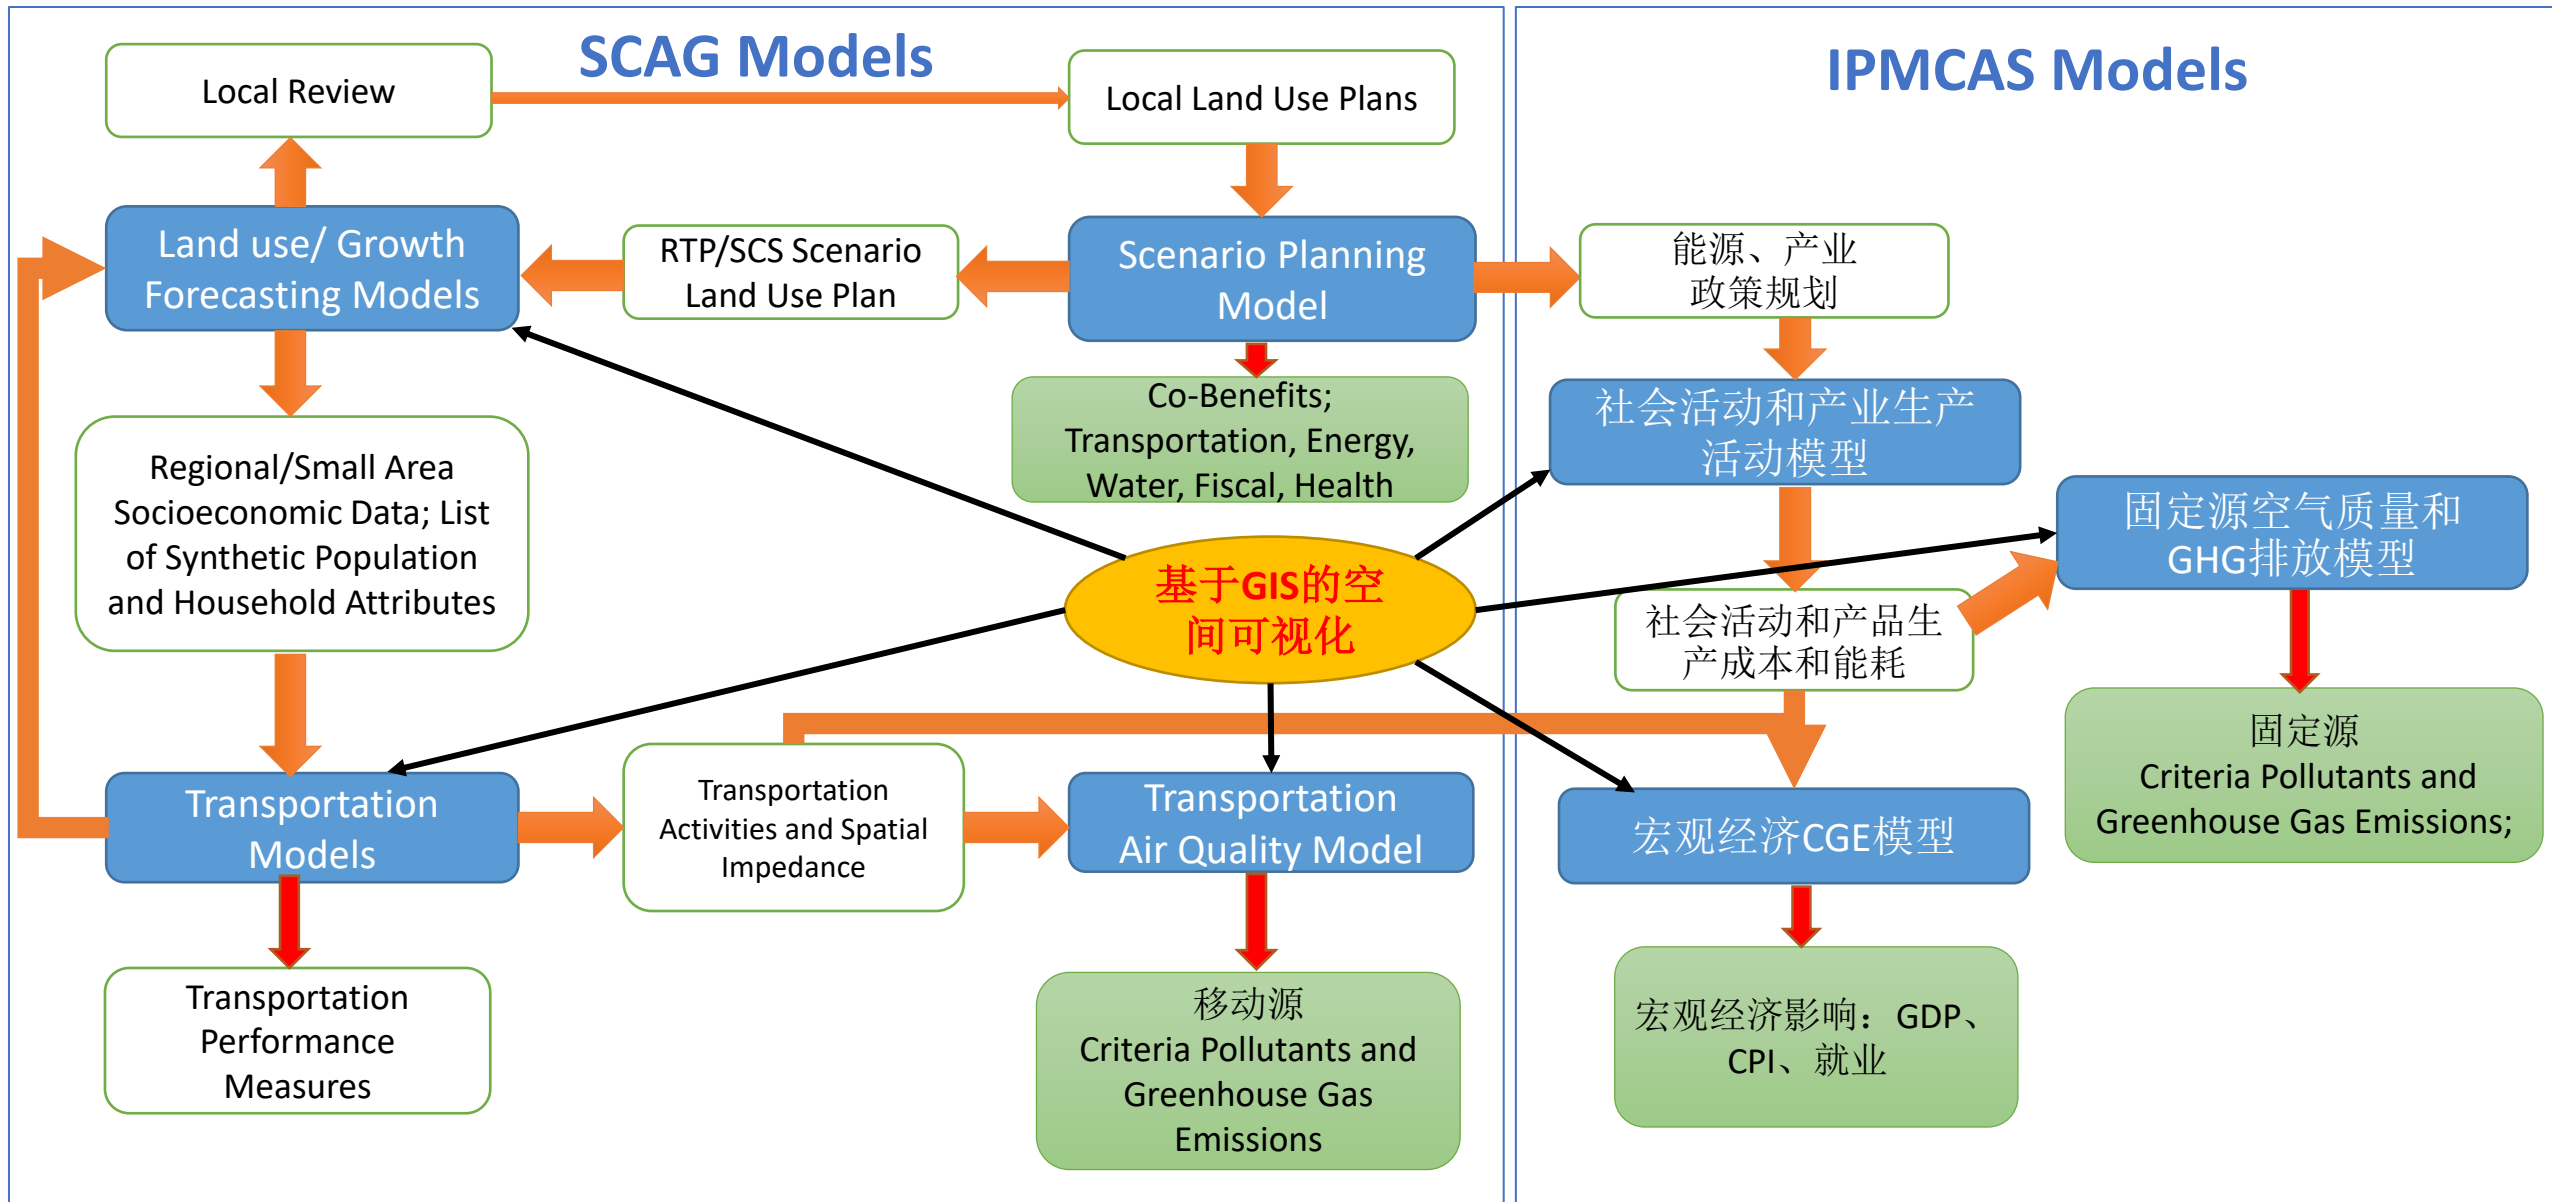 SCAG Models
IPMCAS Models
Local Review
Local Land Use Plans
Land use/ Growth
Forecasting Models
RTP/SCS Scenario
Land Use Plan
Scenario Planning
Model
能源、产业
政策规划
Co-Benefits;
Transportation, Energy,
Water, Fiscal, Health
社会活动和产业生产
活动模型
Regional/Small Area
Socioeconomic Data; List
of Synthetic Population
and Household Attributes
基于GIS的空
间可视化
固定源空气质量和
GHG排放模型
社会活动和产品生
产成本和能耗
固定源
Criteria Pollutants and
Greenhouse Gas Emissions;
Transportation
Models
Transportation
Activities and Spatial
Impedance
Transportation
Air Quality Model
宏观经济CGE模型
Transportation
Performance
Measures
移动源
Criteria Pollutants and
Greenhouse Gas
Emissions
宏观经济影响：GDP、
CPI、就业